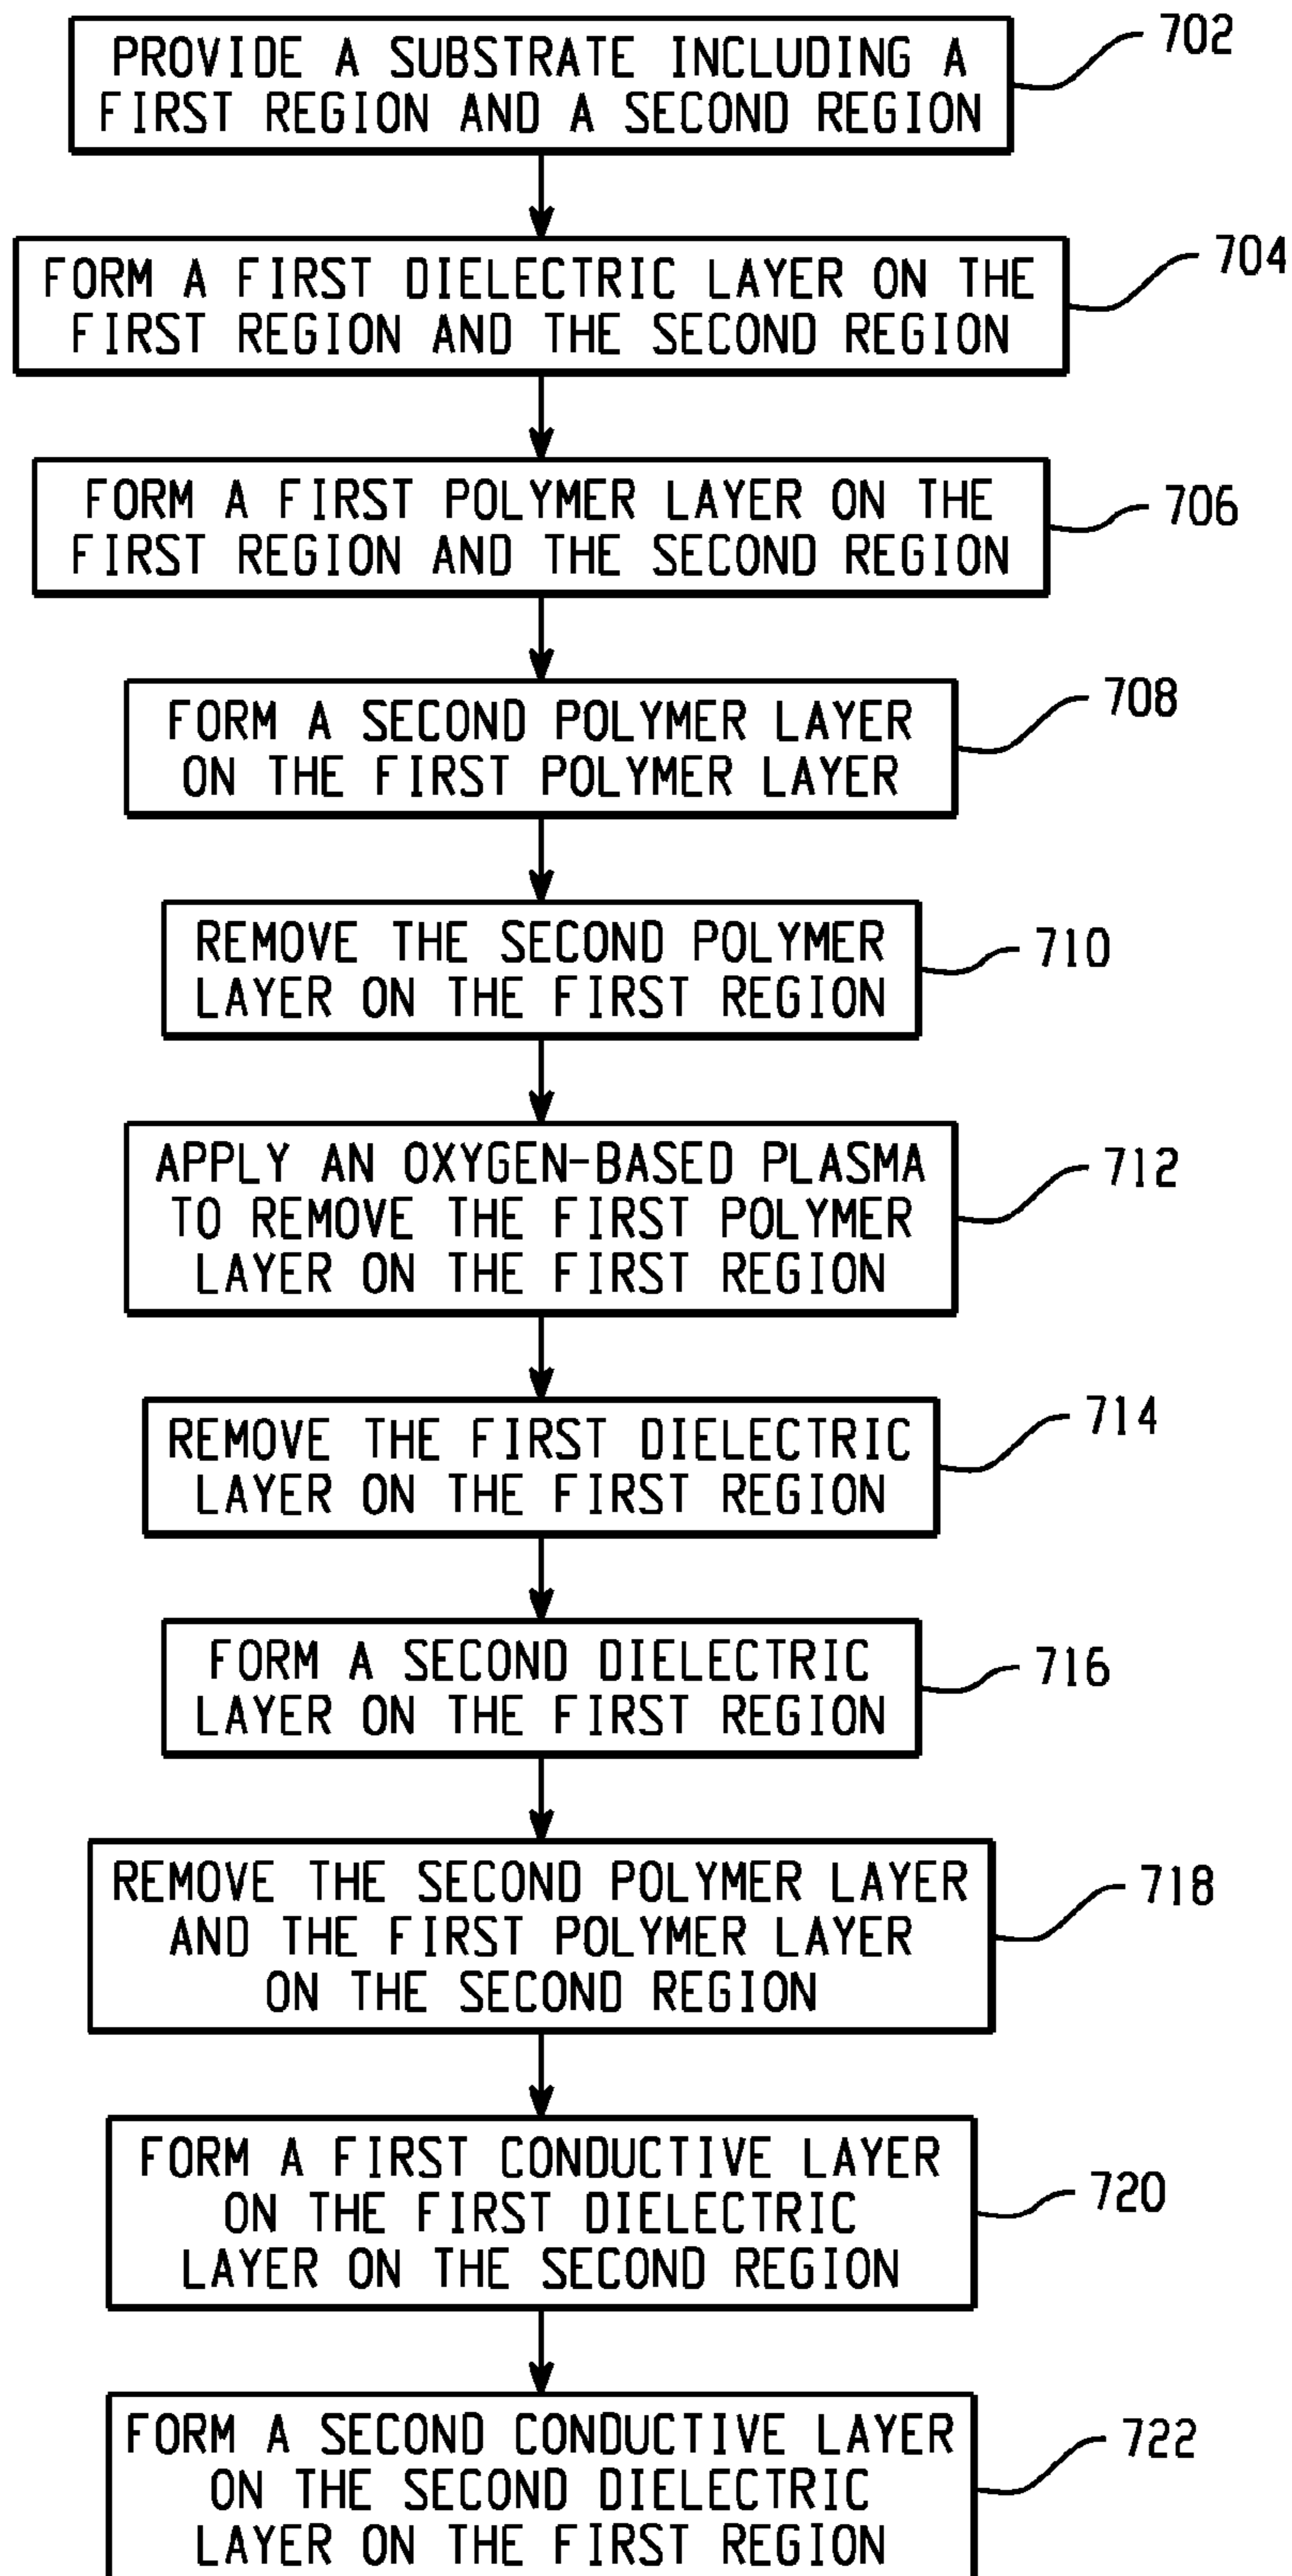 PROVIDE A SUBSTRATE INCLUDING A
FIRST REGION AND A SECOND REGION
702
FORM A FIRST DIELECTRIC LAYER ON THE
FIRST REGION AND THE SECOND REGION
704
FORM A FIRST POLYMER LAYER ON THE
FIRST REGION AND THE SECOND REGION
706
FORM A SECOND POLYMER LAYER
ON THE FIRST POLYMER LAYER
708
REMOVE THE SECOND POLYMER
LAYER ON THE FIRST REGION
710
APPLY AN OXYGEN-BASED PLASMA
TO REMOVE THE FIRST POLYMER
LAYER ON THE FIRST REGION
712
REMOVE THE FIRST DIELECTRIC
LAYER ON THE FIRST REGION
714
FORM A SECOND DIELECTRIC
LAYER ON THE FIRST REGION
716
REMOVE THE SECOND POLYMER LAYER
AND THE FIRST POLYMER LAYER
ON THE SECOND REGION
718
FORM A FIRST CONDUCTIVE LAYER
ON THE FIRST DIELECTRIC
LAYER ON THE SECOND REGION
720
FORM A SECOND CONDUCTIVE LAYER
ON THE SECOND DIELECTRIC
LAYER ON THE FIRST REGION
722